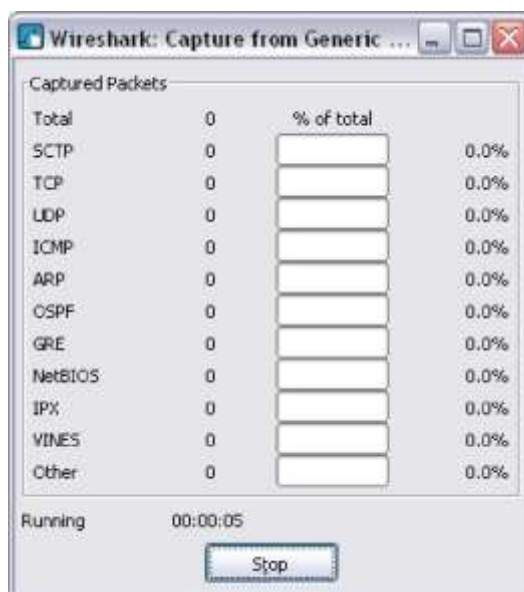 Wireshark: Capture from Generic ...
Captured Packets
Total 0 % of total
SCTP 0 0.0%
TCP 0 0.0%
UDP 0 0.0%
ICMP 0 0.0%
ARP 0 0.0%
OSPF 0 0.0%
GRE 0 0.0%
NetBIOS 0 0.0%
IPX 0 0.0%
VINES 0 0.0%
Other 0 0.0%
Running 00:00:05
Stop